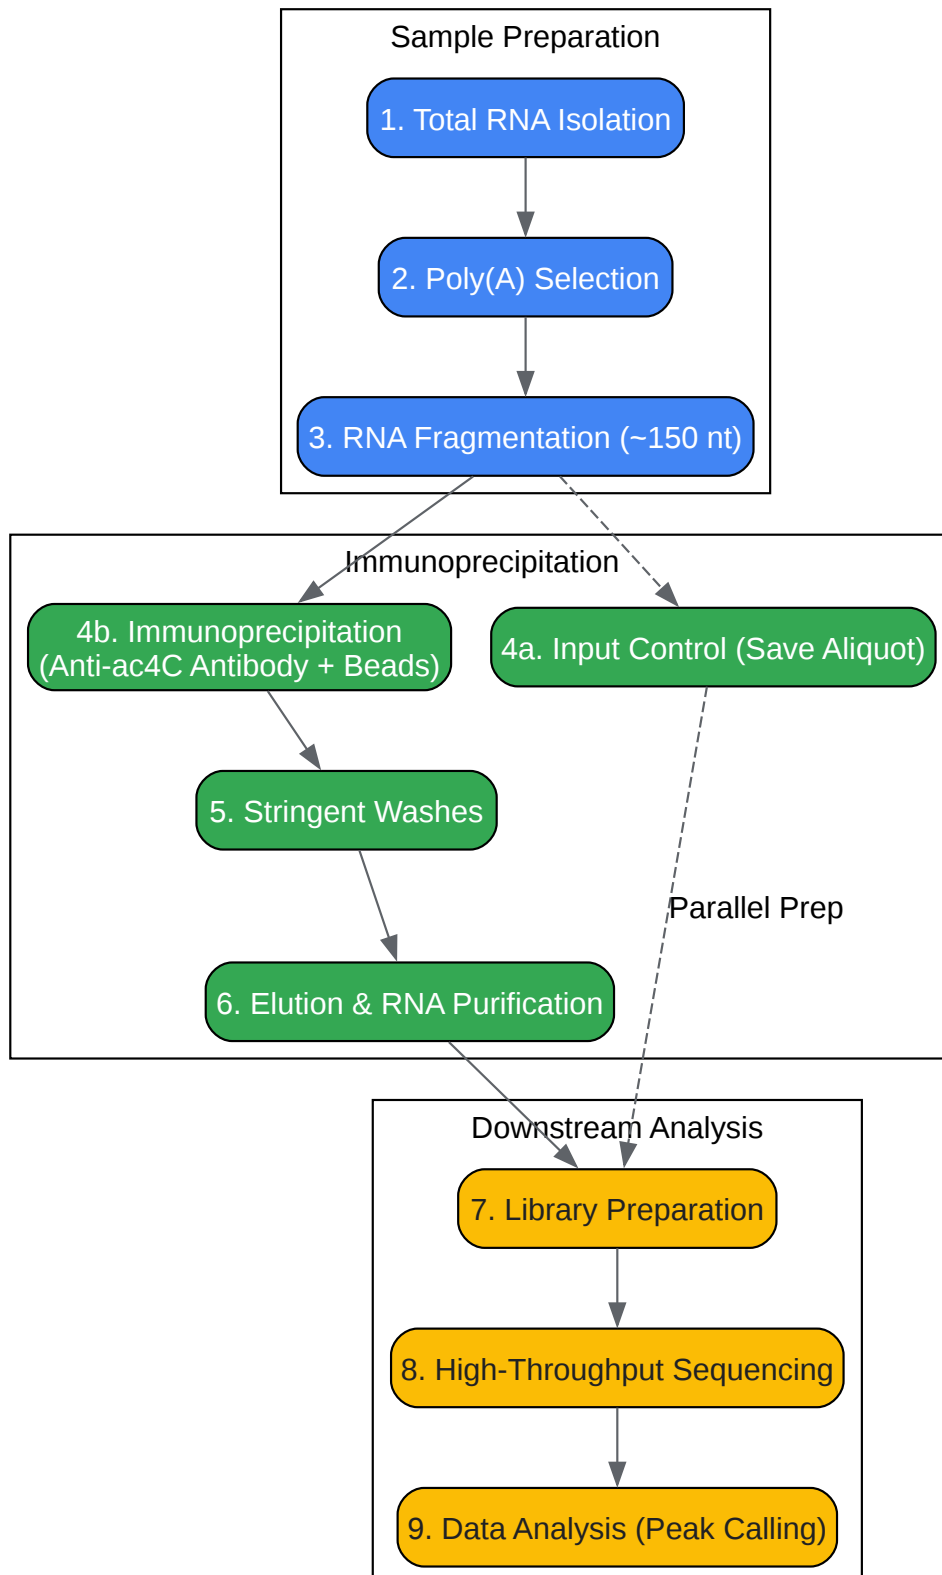 Sample Preparation
1. Total RNA Isolation
2. Poly(A) Selection
3. RNA Fragmentation (~150 nt)
Immunoprecipitation
4b. Immunoprecipitation
(Anti-ac4C Antibody + Beads)
4a. Input Control (Save Aliquot)
5. Stringent Washes
Parallel Prep
6. Elution & RNA Purification
Downstream Analysis
7. Library Preparation
8. High-Throughput Sequencing
9. Data Analysis (Peak Calling)